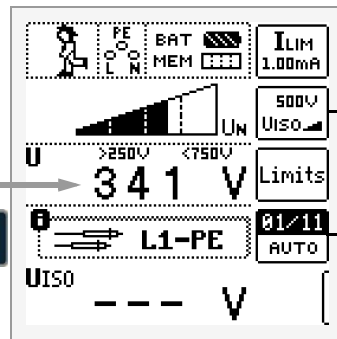 PE
L N
BAT
MEM
ILIM
1.00mA
500V
UISO
UN
U
>250V <750V
341 V
Limits
L1-PE
01/11
AUTO
UISO
--- V